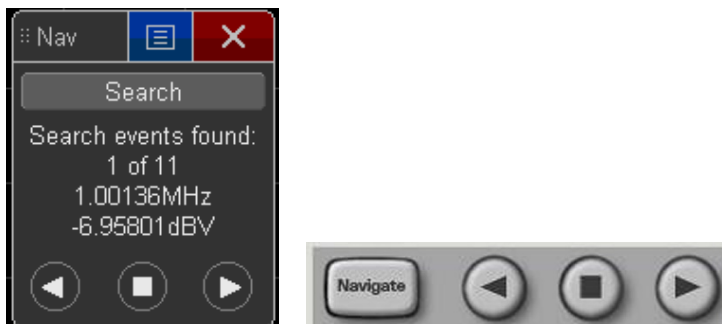 Nav
Search
Search events found:
1 of 11
1.00136MHz
-6.95801dBV
Navigate